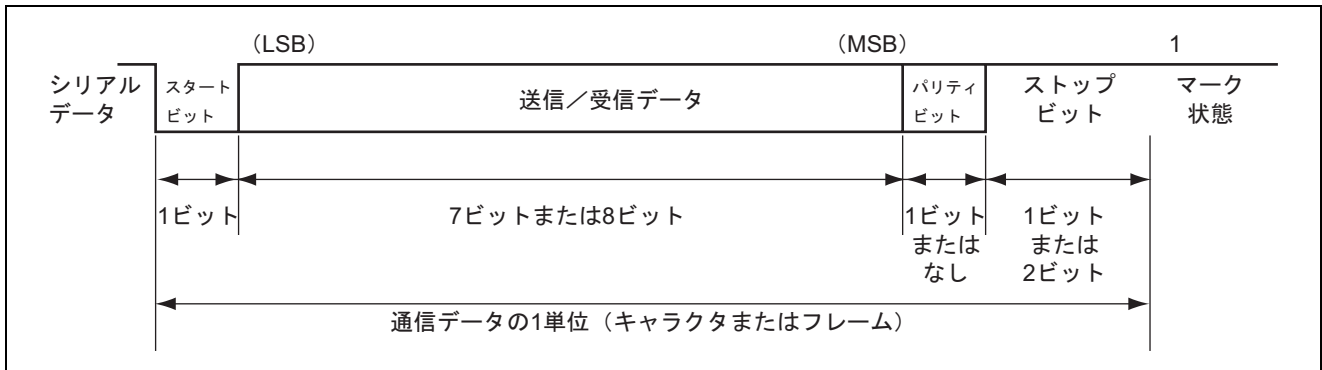 (LSB)
(MSB)
1
シリアル
データ
スタート
ビット
送信／受信データ
パリティ
ビット
ストップ
ビット
マーク
状態
1ビット
7ビットまたは8ビット
1ビット
または
なし
1ビット
または
2ビット
通信データの1単位（キャラクタまたはフレーム）